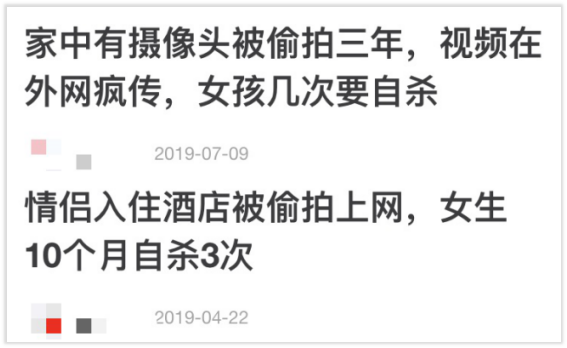 家中有摄像头被偷拍三年，视频在
外网疯传，女孩几次要自杀
2019-07-09
情侣入住酒店被偷拍上网，女生
10个月自杀3次
2019-04-22